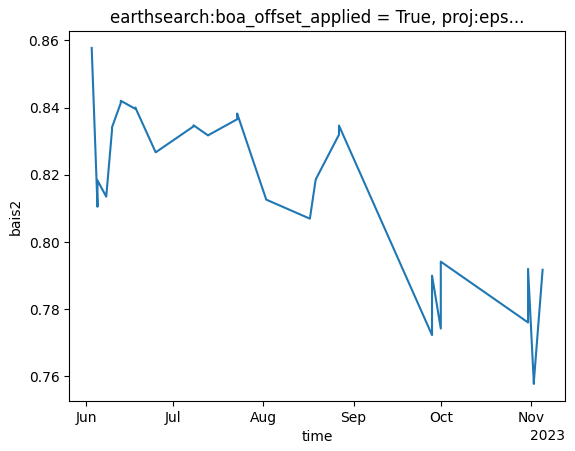 earthsearch:boa_offset_applied = True, proj:eps...
0.86
0.84
0.82
0.80
0.78
0.76
bais2
Jun
Jul
Aug
Sep
Oct
Nov
time
2023